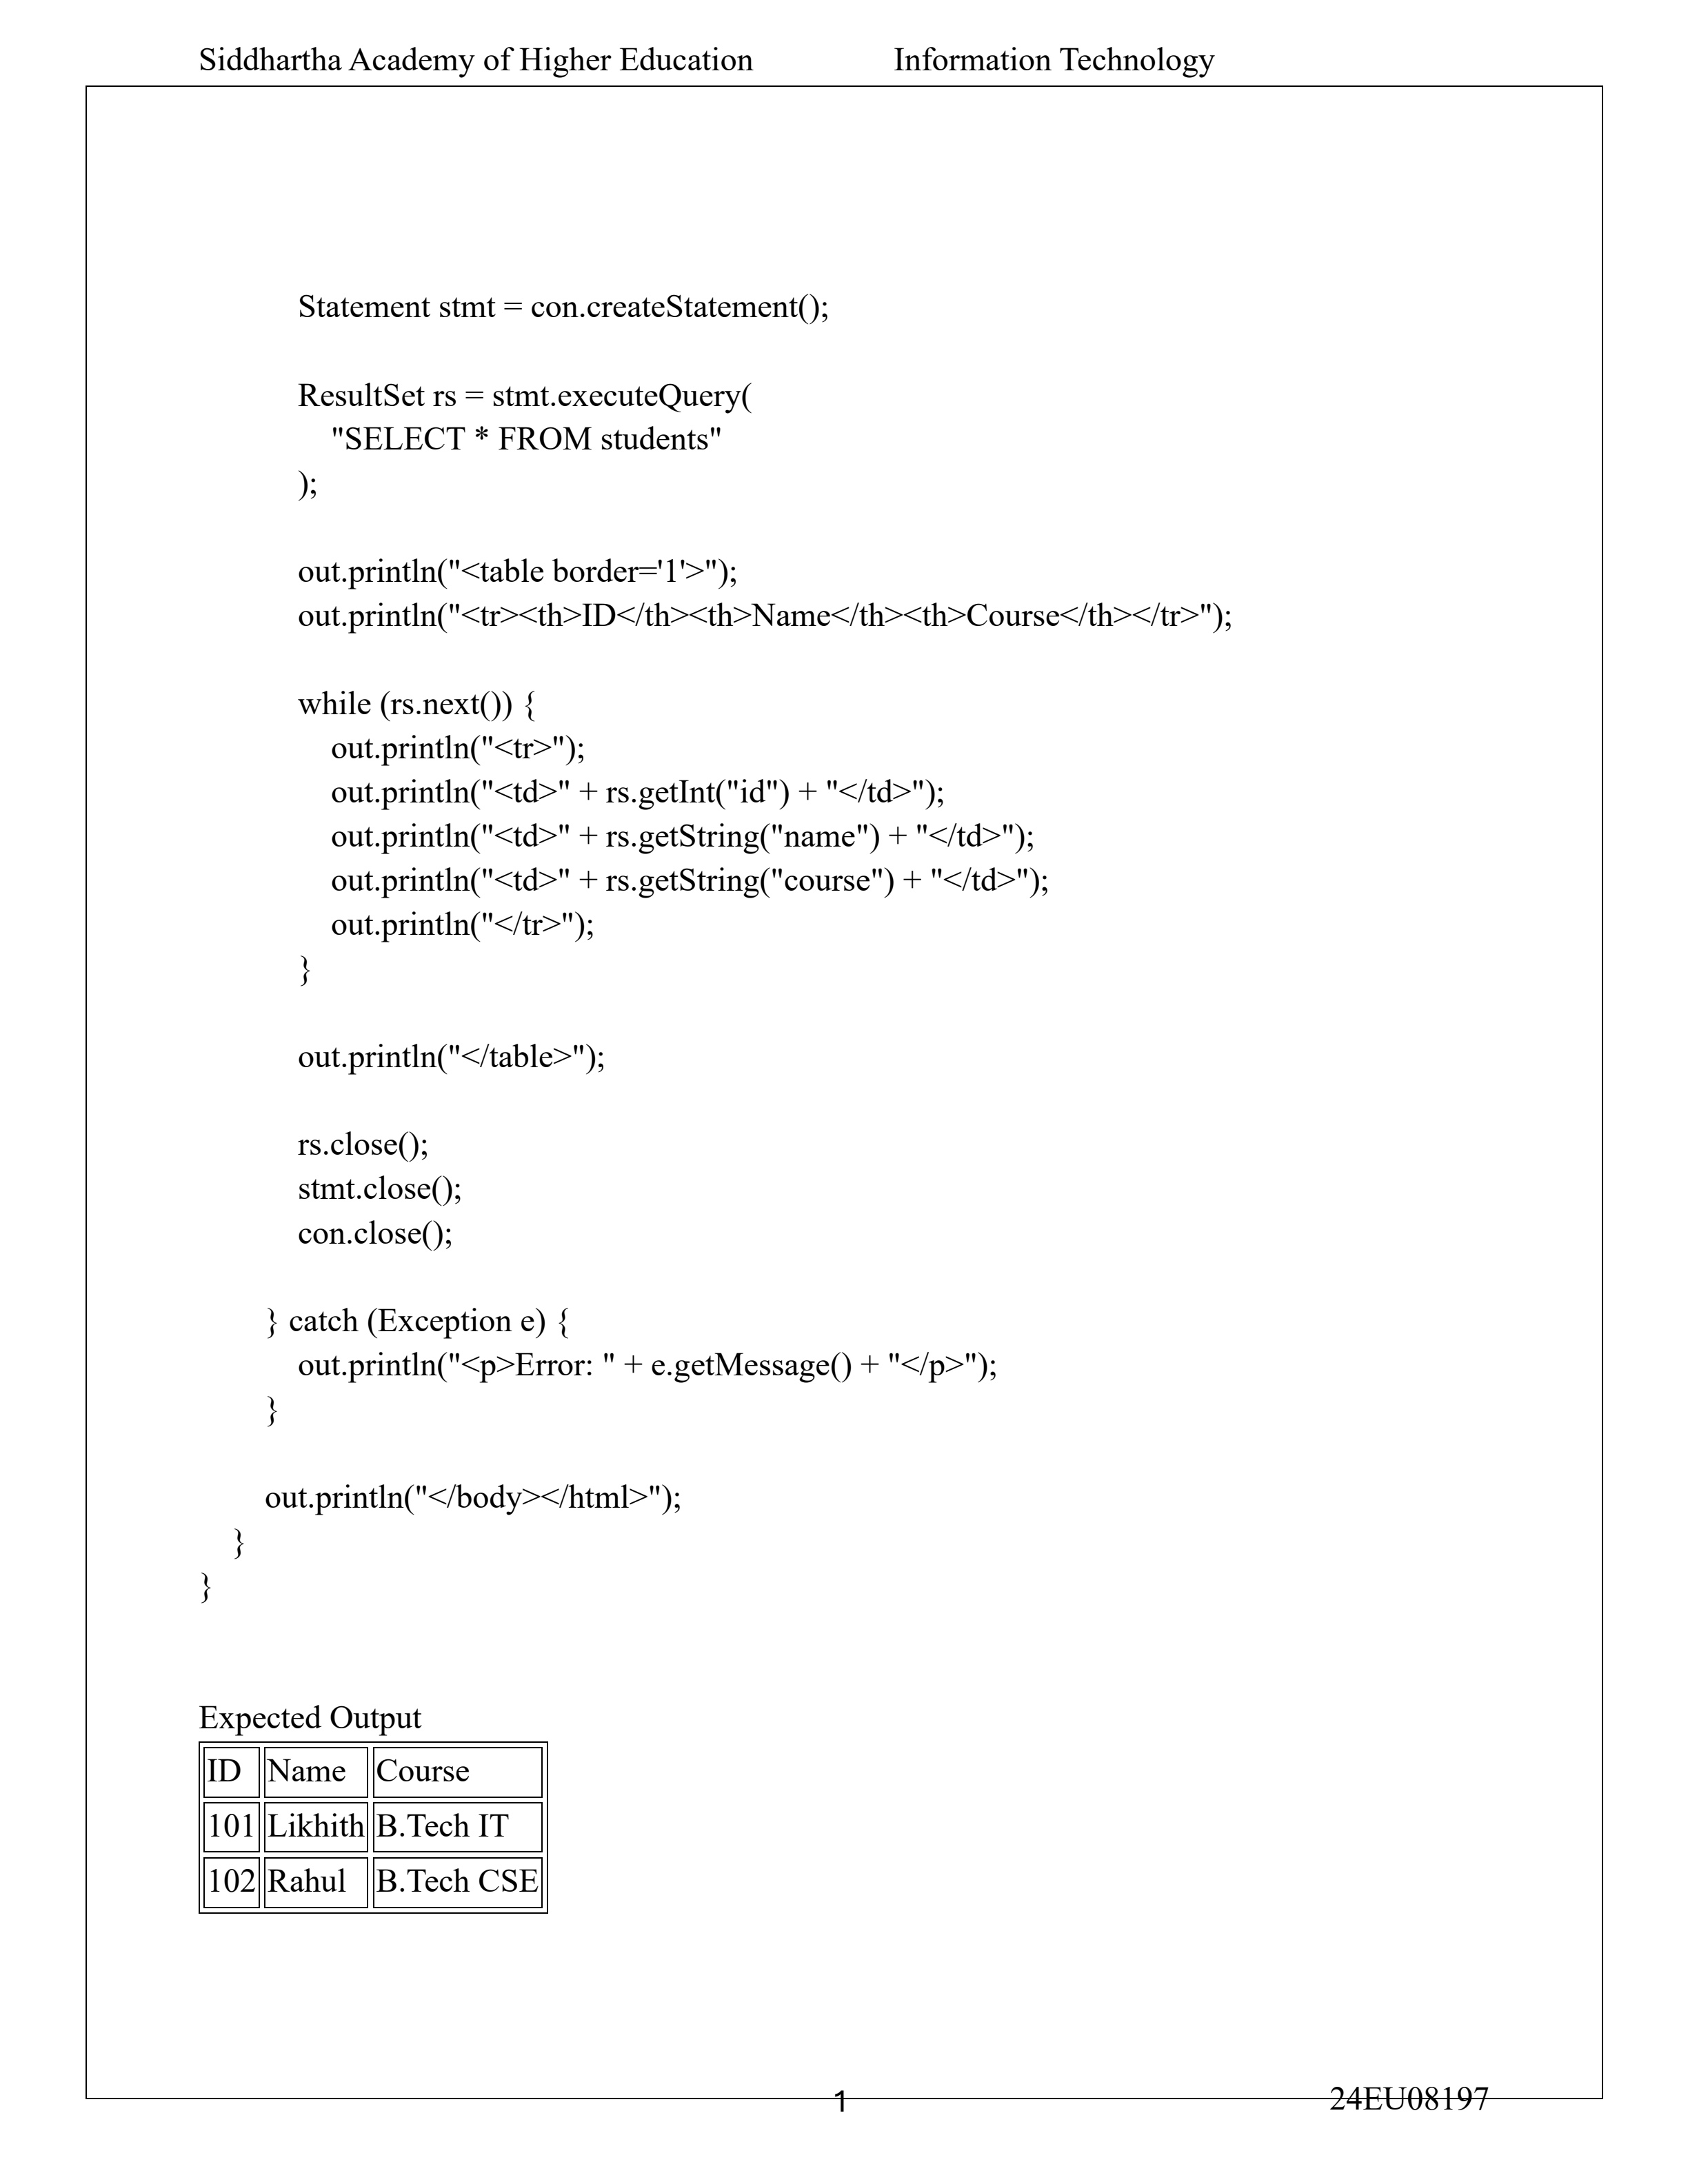 Siddhartha Academy of Higher Education Information Technology
Statement stmt = con.createStatement();
ResultSet rs = stmt.executeQuery(
"SELECT * FROM students"
);
out.println("<table border='1'>");
out.println("<tr><th>ID</th><th>Name</th><th>Course</th></tr>");
while (rs.next()) {
out.println("<tr>");
out.println("<td>" + rs.getInt("id") + "</td>");
out.println("<td>" + rs.getString("name") + "</td>");
out.println("<td>" + rs.getString("course") + "</td>");
out.println("</tr>");
}
out.println("</table>");
rs.close();
stmt.close();
con.close();
} catch (Exception e) {
out.println("<p>Error: " + e.getMessage() + "</p>");
}
out.println("</body></html>");
}
}
Expected Output
ID Name Course
101 Likhith B.Tech IT
102 Rahul B.Tech CSE
1 24EU08197